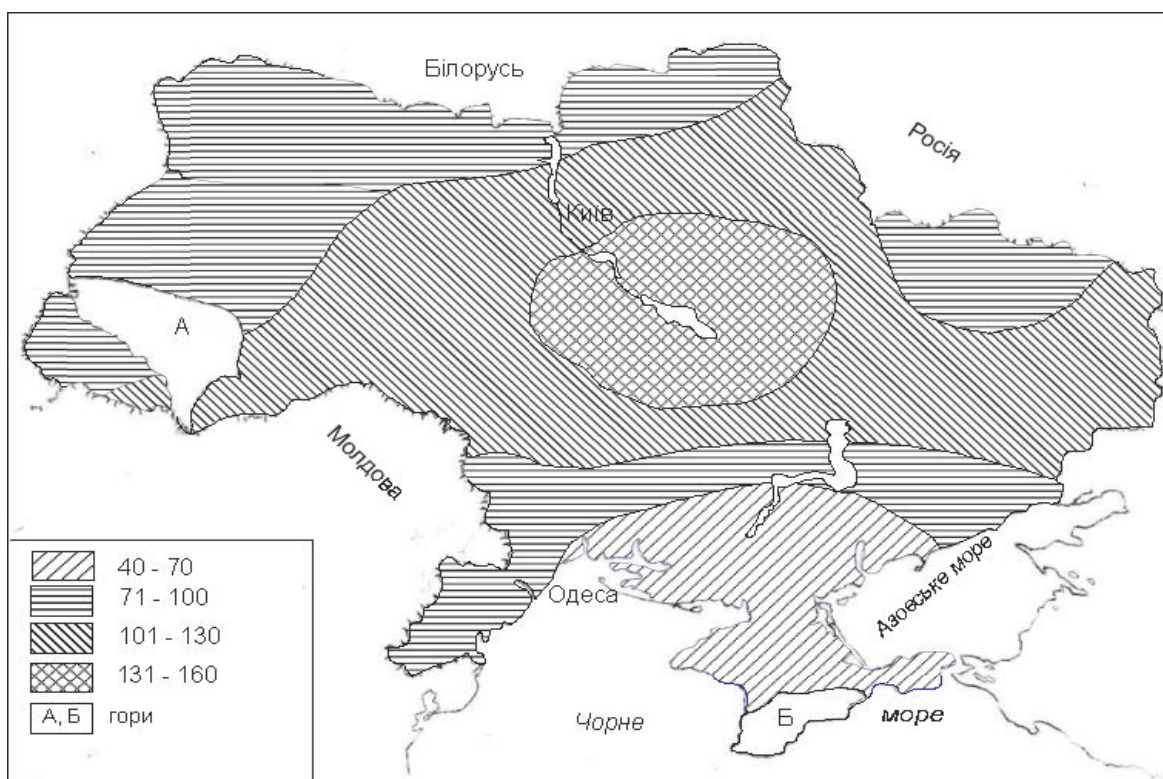 Білорусь
Росія
Київ
А
Молдова
Одеса
Азовське море
Чорне
море
Б
40 - 70
71 - 100
101 - 130
131 - 160
А, Б гори